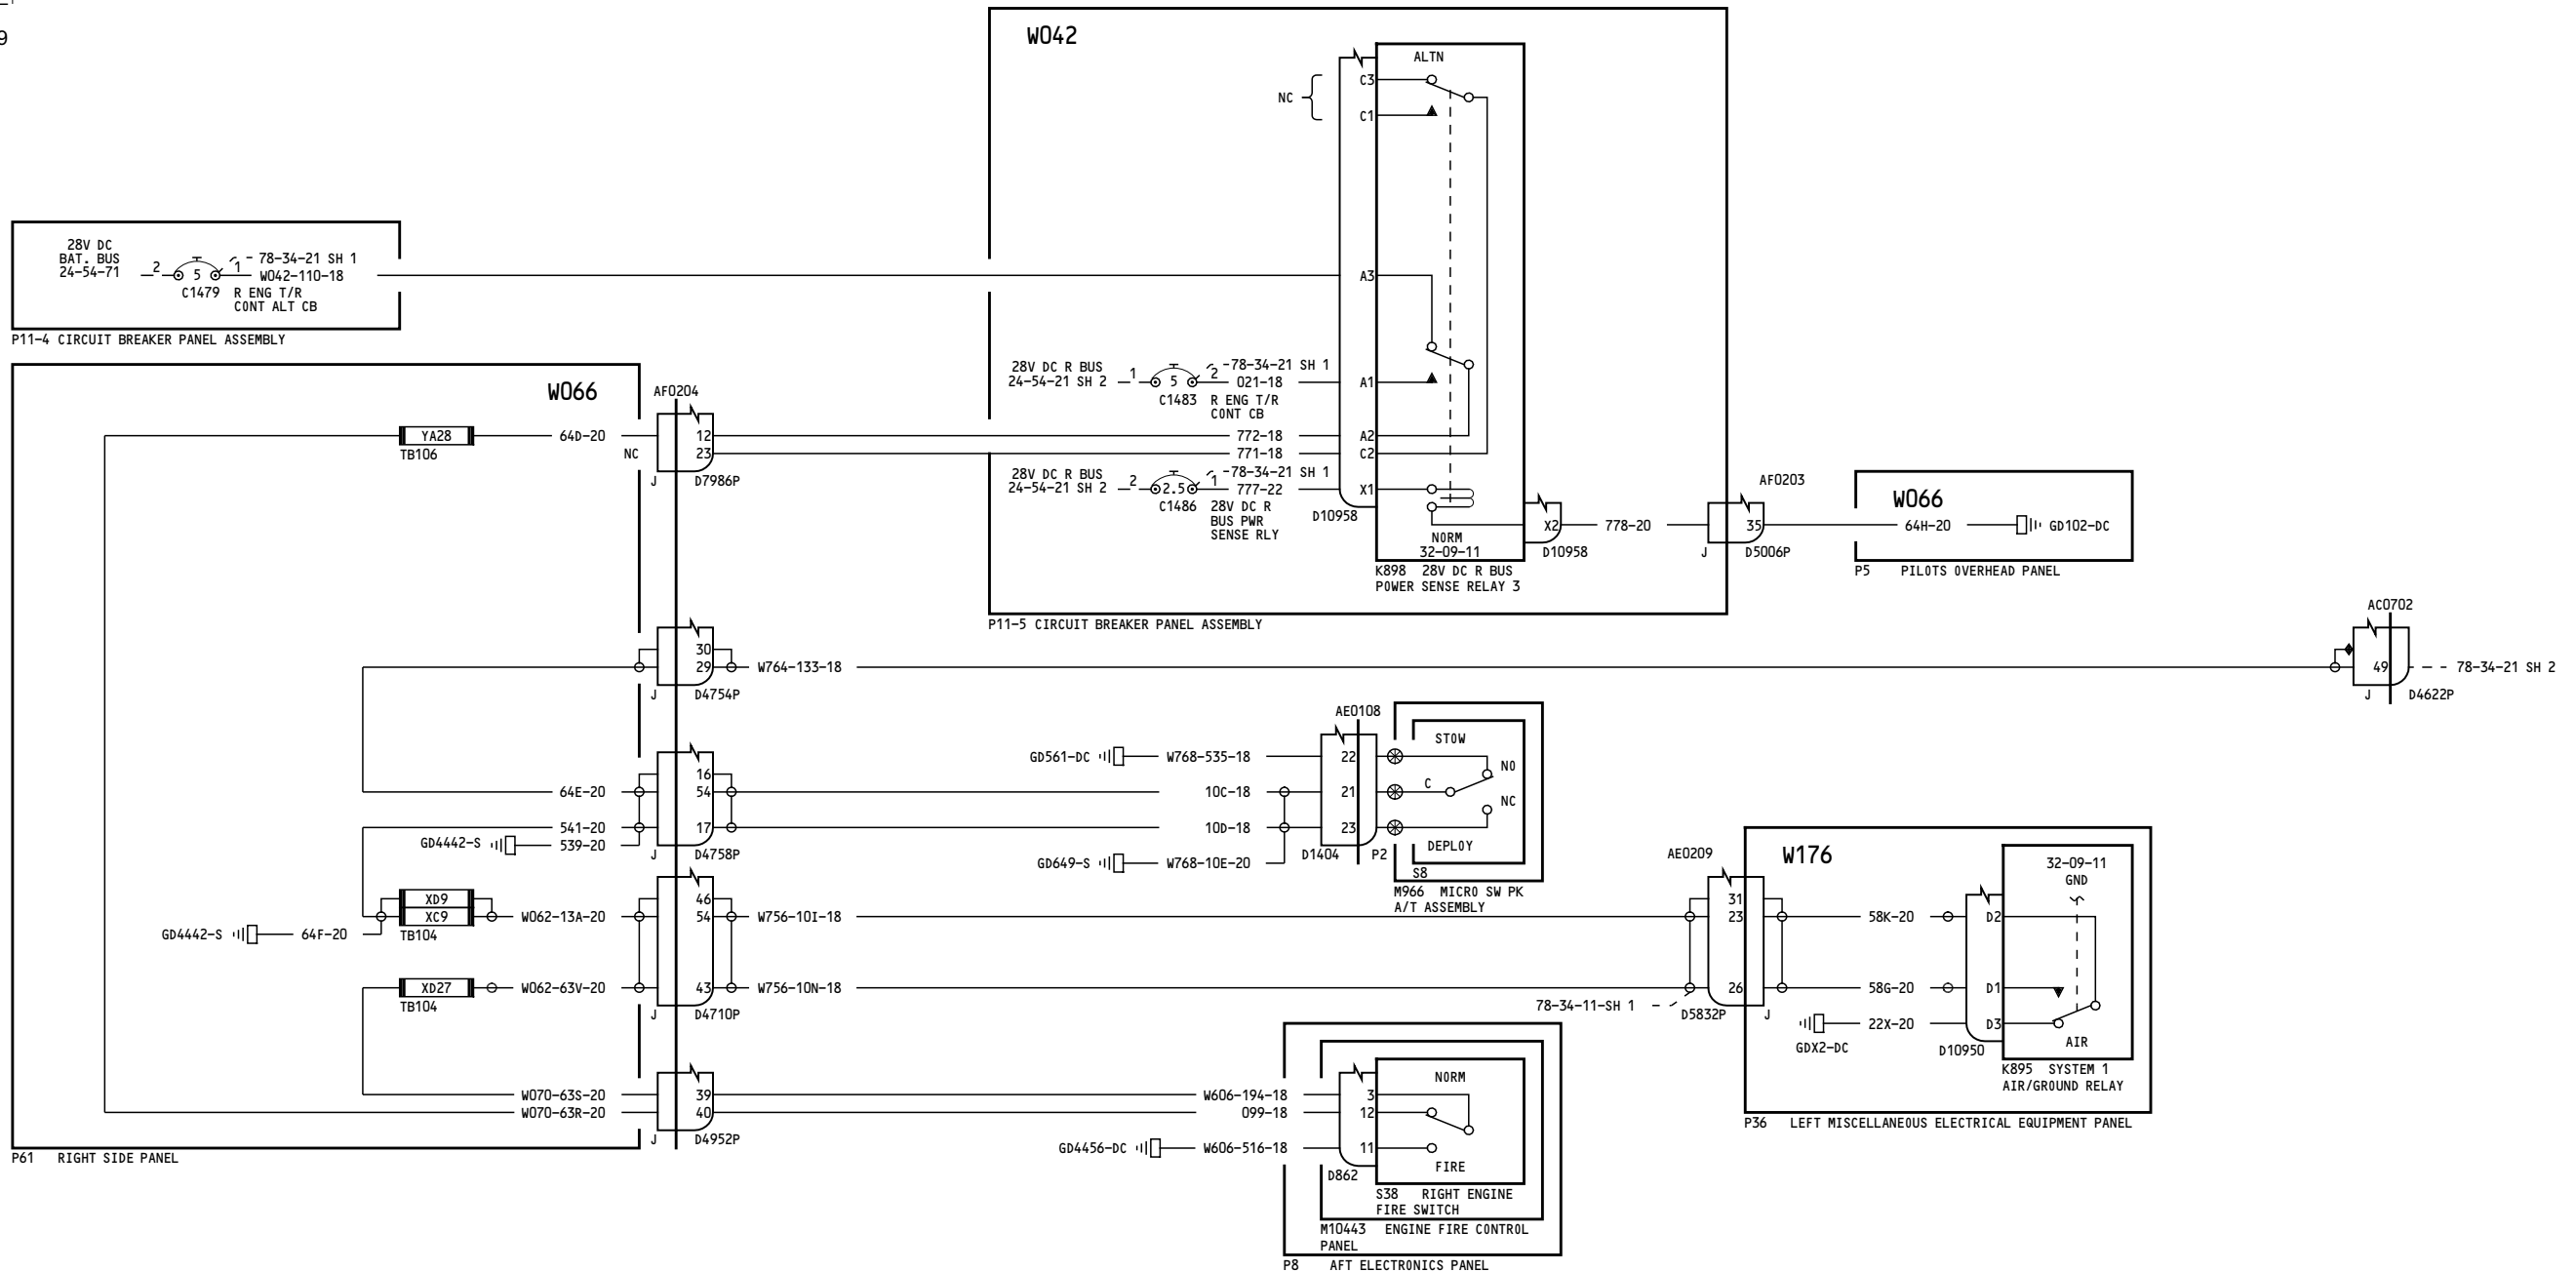 9
W042
ALTN
C3
NC
C1
28V DC
BAT. BUS
24-54-71
2
5
1
78-34-21 SH 1
W042-110-18
C1479
R ENG T/R
CONT ALT CB
A3
P11-4 CIRCUIT BREAKER PANEL ASSEMBLY
28V DC R BUS
24-54-21 SH 2
1
5
2
78-34-21 SH 1
021-18
A1
C1483
R ENG T/R
CONT CB
W066
AF0204
YA28
TB106
64D-20
12
772-18
A2
NC
23
771-18
C2
J
D7986P
28V DC R BUS
24-54-21 SH 2
2
2.5
1
78-34-21 SH 1
777-22
X1
C1486
28V DC R
BUS PWR
SENSE RLY
D10958
NORM
32-09-11
X2
D10958
778-20
AF0203
35
J
D5006P
W066
64H-20
GD102-DC
P5 PILOTS OVERHEAD PANEL
K898 28V DC R BUS
POWER SENSE RELAY 3
P11-5 CIRCUIT BREAKER PANEL ASSEMBLY
30
29
W764-133-18
J
D4754P
AC0702
49
78-34-21 SH 2
J
D4622P
AE0108
STOW
GD561-DC
W768-535-18
22
NO
16
64E-20
54
10C-18
21
C
NC
541-20
17
10D-18
23
GD4442-S
539-20
J
D4758P
DEPLOY
D1404
P2
GD649-S
W768-10E-20
S8
M966 MICRO SW PK
A/T ASSEMBLY
AE0209
W176
32-09-11
GND
XD9
XC9
TB104
W062-13A-20
46
54
W756-10I-18
31
23
58K-20
D2
GD4442-S
64F-20
XD27
TB104
W062-63V-20
43
W756-10N-18
26
58G-20
D1
78-34-11-SH 1
J
D4710P
D5832P
J
GDX2-DC
22X-20
D3
D10950
AIR
K895 SYSTEM 1
AIR/GROUND RELAY
P36 LEFT MISCELLANEOUS ELECTRICAL EQUIPMENT PANEL
NORM
W070-63S-20
39
W606-194-18
3
W070-63R-20
40
099-18
12
J
D4952P
GD4456-DC
W606-516-18
11
FIRE
D862
P61 RIGHT SIDE PANEL
S38 RIGHT ENGINE
FIRE SWITCH
M10443 ENGINE FIRE CONTROL
PANEL
P8 AFT ELECTRONICS PANEL